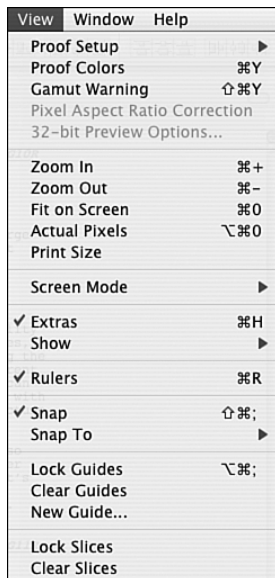 View Window Help
Proof Setup ▶
Proof Colors ⌘Y
Gamut Warning ⇧⌘Y
Pixel Aspect Ratio Correction
32-bit Preview Options...
Zoom In ⌘+
Zoom Out ⌘–
Fit on Screen ⌘0
Actual Pixels ⌥⌘0
Print Size
Screen Mode ▶
✓ Extras ⌘H
Show ▶
✓ Rulers ⌘R
✓ Snap ⇧⌘;
Snap To ▶
Lock Guides ⌥⌘;
Clear Guides
New Guide...
Lock Slices
Clear Slices